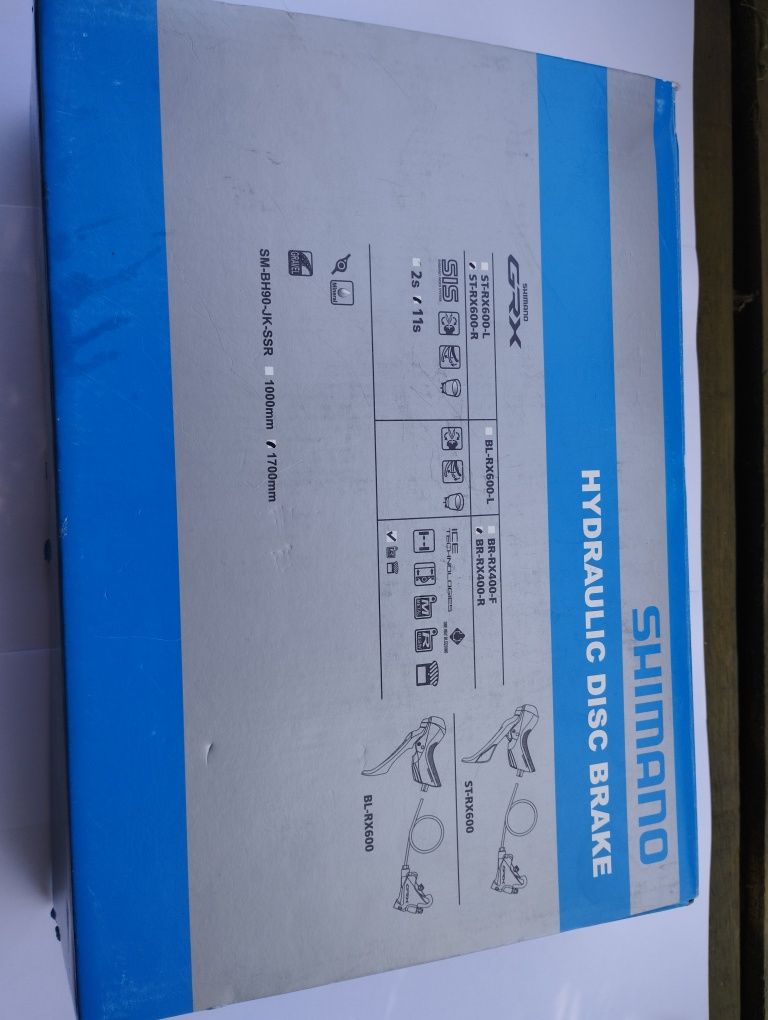 SHIMANO
HYDRAULIC DISC BRAKE
SHIMANO
GRX
ST-RX600-L
ST-RX600-R
SIS
2s 11s
BL-RX600-L
BR-RX400-F
BR-RX400-R
ICE
TECHNOLOGIES
ST-RX600
BL-RX600
GRAVEL
SM-BH90-JK-SSR 1000mm 1700mm